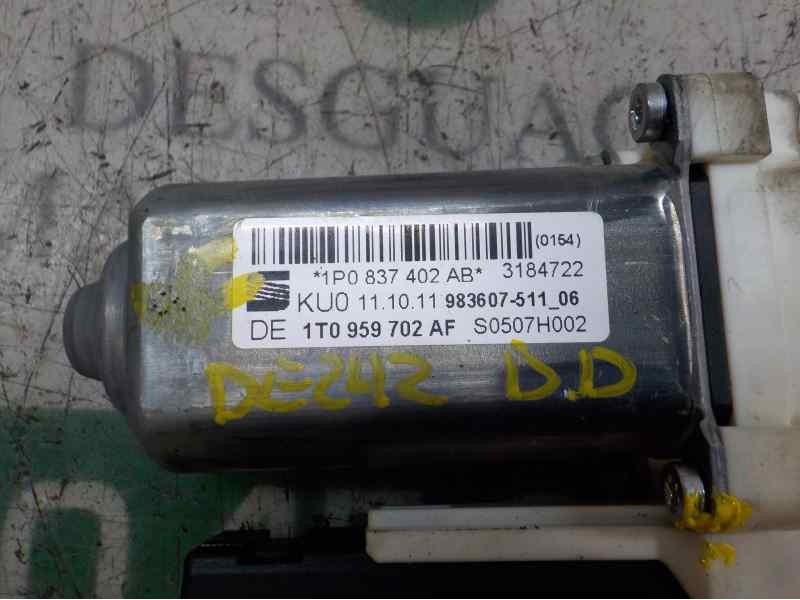 DESGUAC
(0154)
*1P0 837 402 AB* 3184722
KU0 11.10.11 983607-511_06
DE 1T0 959 702 AF S0507H002
DE242 D.D